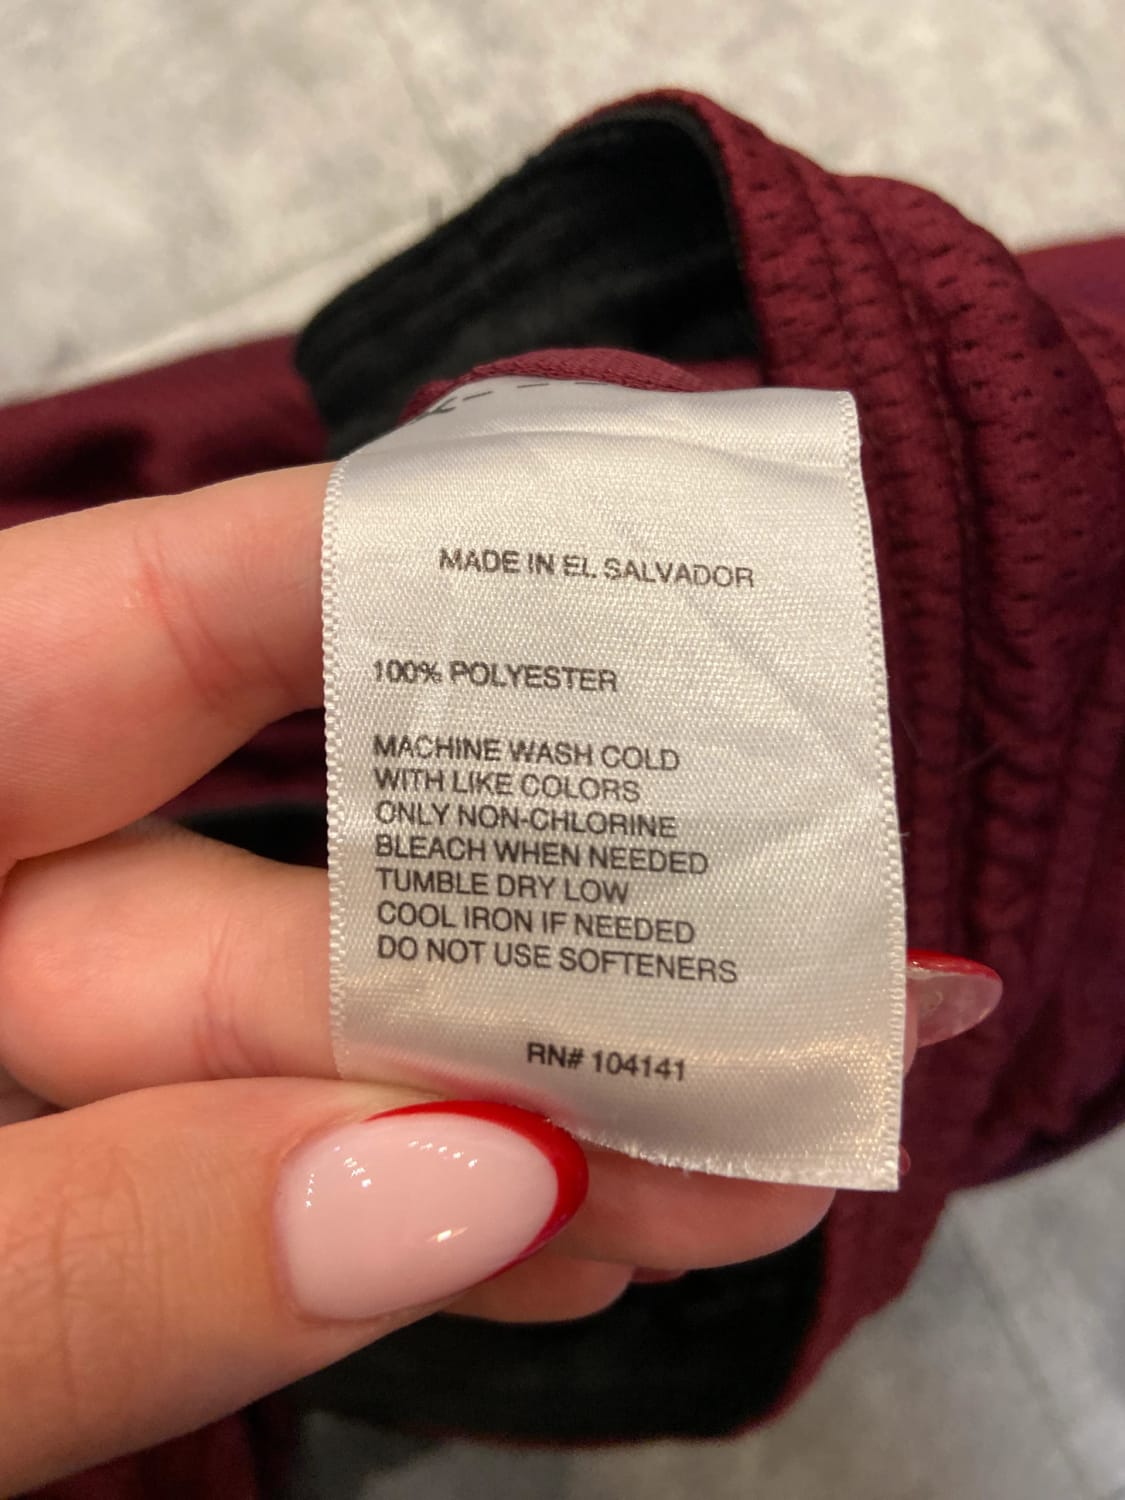 MADE IN EL SALVADOR
100% POLYESTER
MACHINE WASH COLD
WITH LIKE COLORS
ONLY NON-CHLORINE
BLEACH WHEN NEEDED
TUMBLE DRY LOW
COOL IRON IF NEEDED
DO NOT USE SOFTENERS
RN# 104141